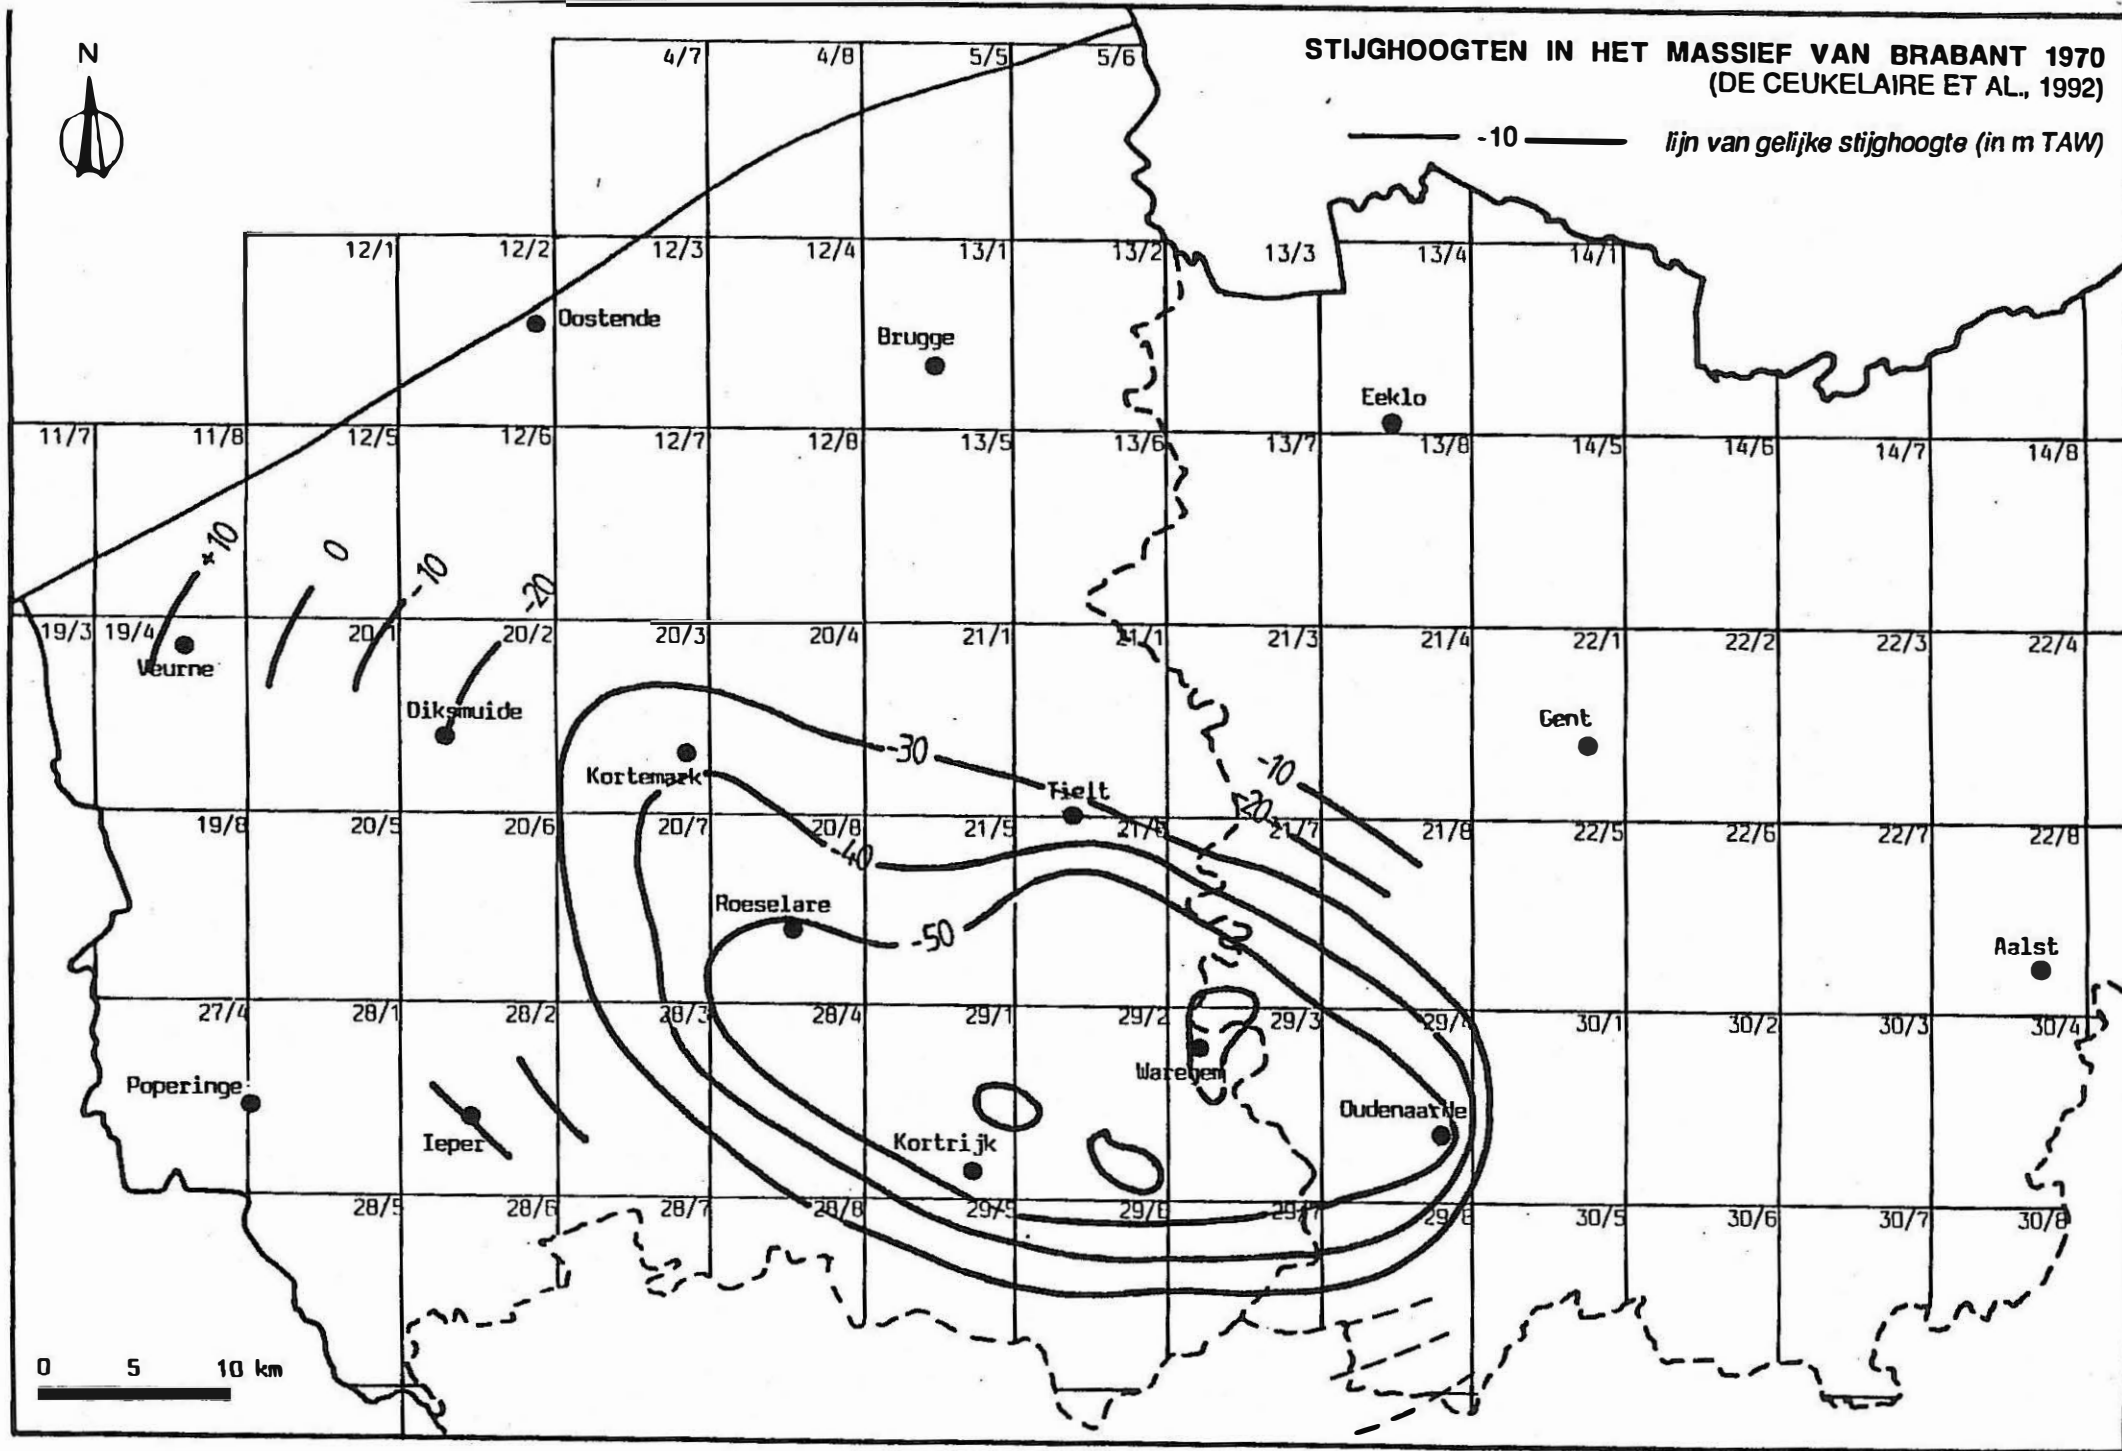 N
STIJGHOOGTEN IN HET MASSIEF VAN BRABANT 1970
(DE CEUKELAIRE ET AL., 1992)
-10 lijn van gelijke stijghoogte (in m TAW)
4/7 4/8 5/5 5/6
12/1 12/2 12/3 12/4 13/1 13/2 13/3 13/4 14/1
Oostende
Brugge
Eeklo
11/7 11/8 12/5 12/6 12/7 12/8 13/5 13/6 13/7 13/8 14/5 14/6 14/7 14/8
+10 0 -10 -20
19/3 19/4 20/1 20/2 20/3 20/4 21/1 21/1 21/3 21/4 22/1 22/2 22/3 22/4
Veurne
Diksmuide
Gent
-30
-10
Kortemark
Tielt
-20
19/8 20/5 20/6 20/7 20/8 21/5 21/6 21/7 21/8 22/5 22/6 22/7 22/8
-40
Roeselare
-50
Aalst
27/4 28/1 28/2 28/3 28/4 29/1 29/2 29/3 29/4 30/1 30/2 30/3 30/4
Poperinge
Waregem
Oudenaarde
Ieper
Kortrijk
28/5 28/6 28/7 28/8 29/5 29/6 29/7 29/8 30/5 30/6 30/7 30/8
0 5 10 km